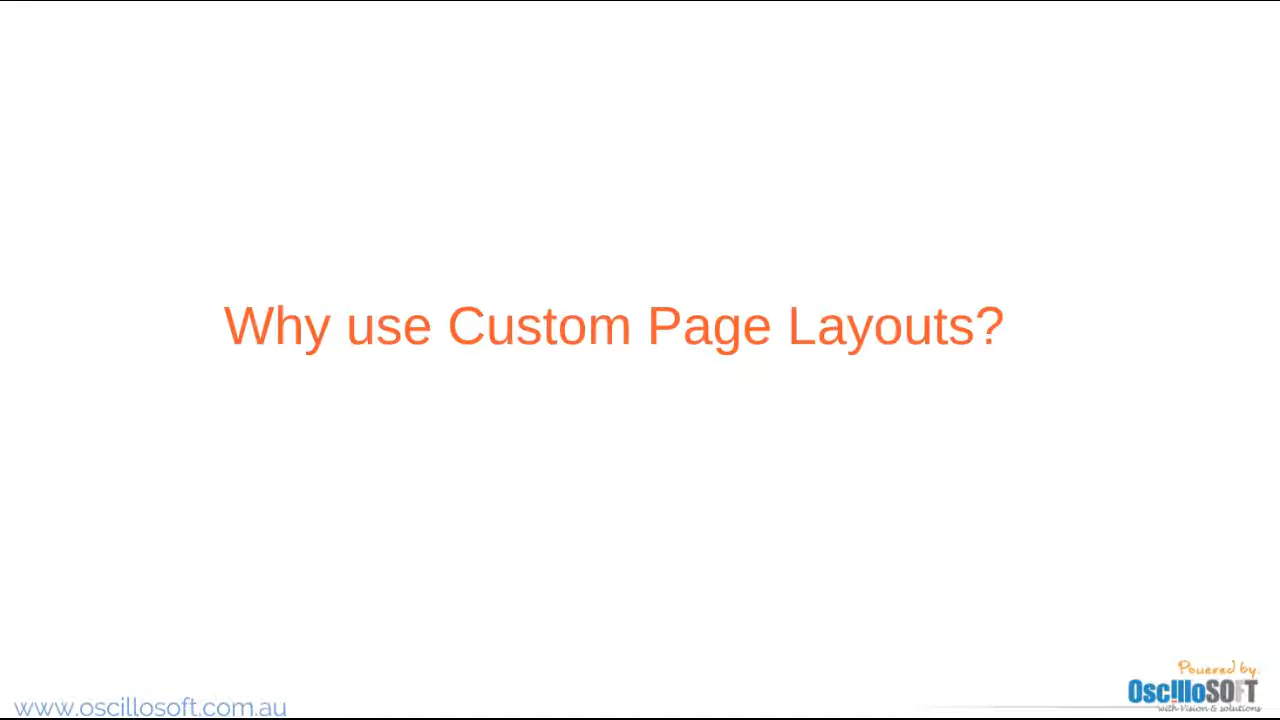 Why use Custom Page Layouts?
Powered by.
OscilloSOFT
with Vision & solutions
www.oscillosoft.com.au